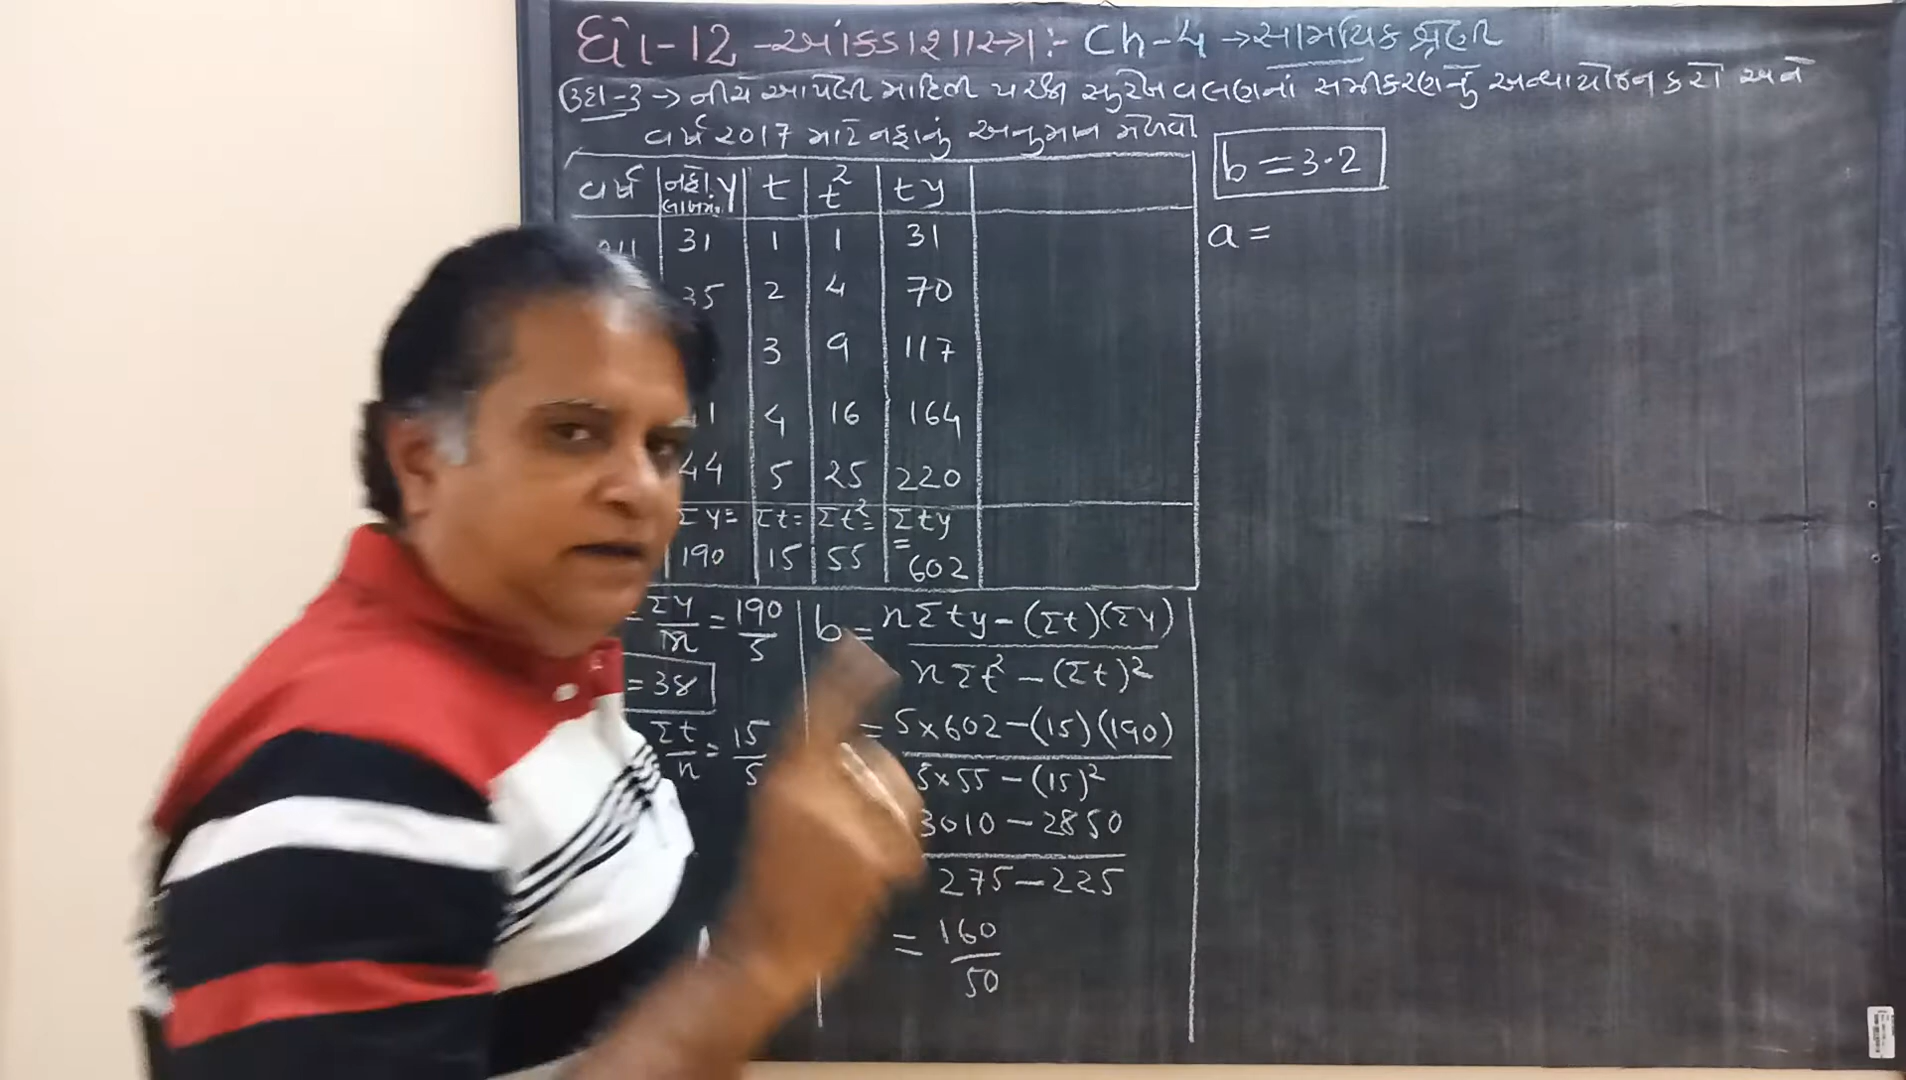 ધો-12 - આંકડાશાસ્ત્ર :- Ch-4 → સામયિક શ્રેણી
ઉદા-3 → નીચે આપેલી માહિતી પરથી સુરેખ વલણનાં સમીકરણનું અન્વાયોજન કરો અને
વર્ષ 2017 માટે નફાનું અનુમાન મેળવો
વર્ષ નફો y t t² ty
31 1 1 31
35 2 4 70
3 9 117
4 16 164
44 5 25 220
Σy= Σt= Σt²= Σty=
190 15 55 602
= Σy/n = 190/5
= 38
Σt/n = 15/5
b = nΣty - (Σt)(Σy) / nΣt² - (Σt)²
= 5×602 - (15)(190) / 5×55 - (15)²
3010 - 2850 / 275 - 225
= 160/50
b = 3.2
a =